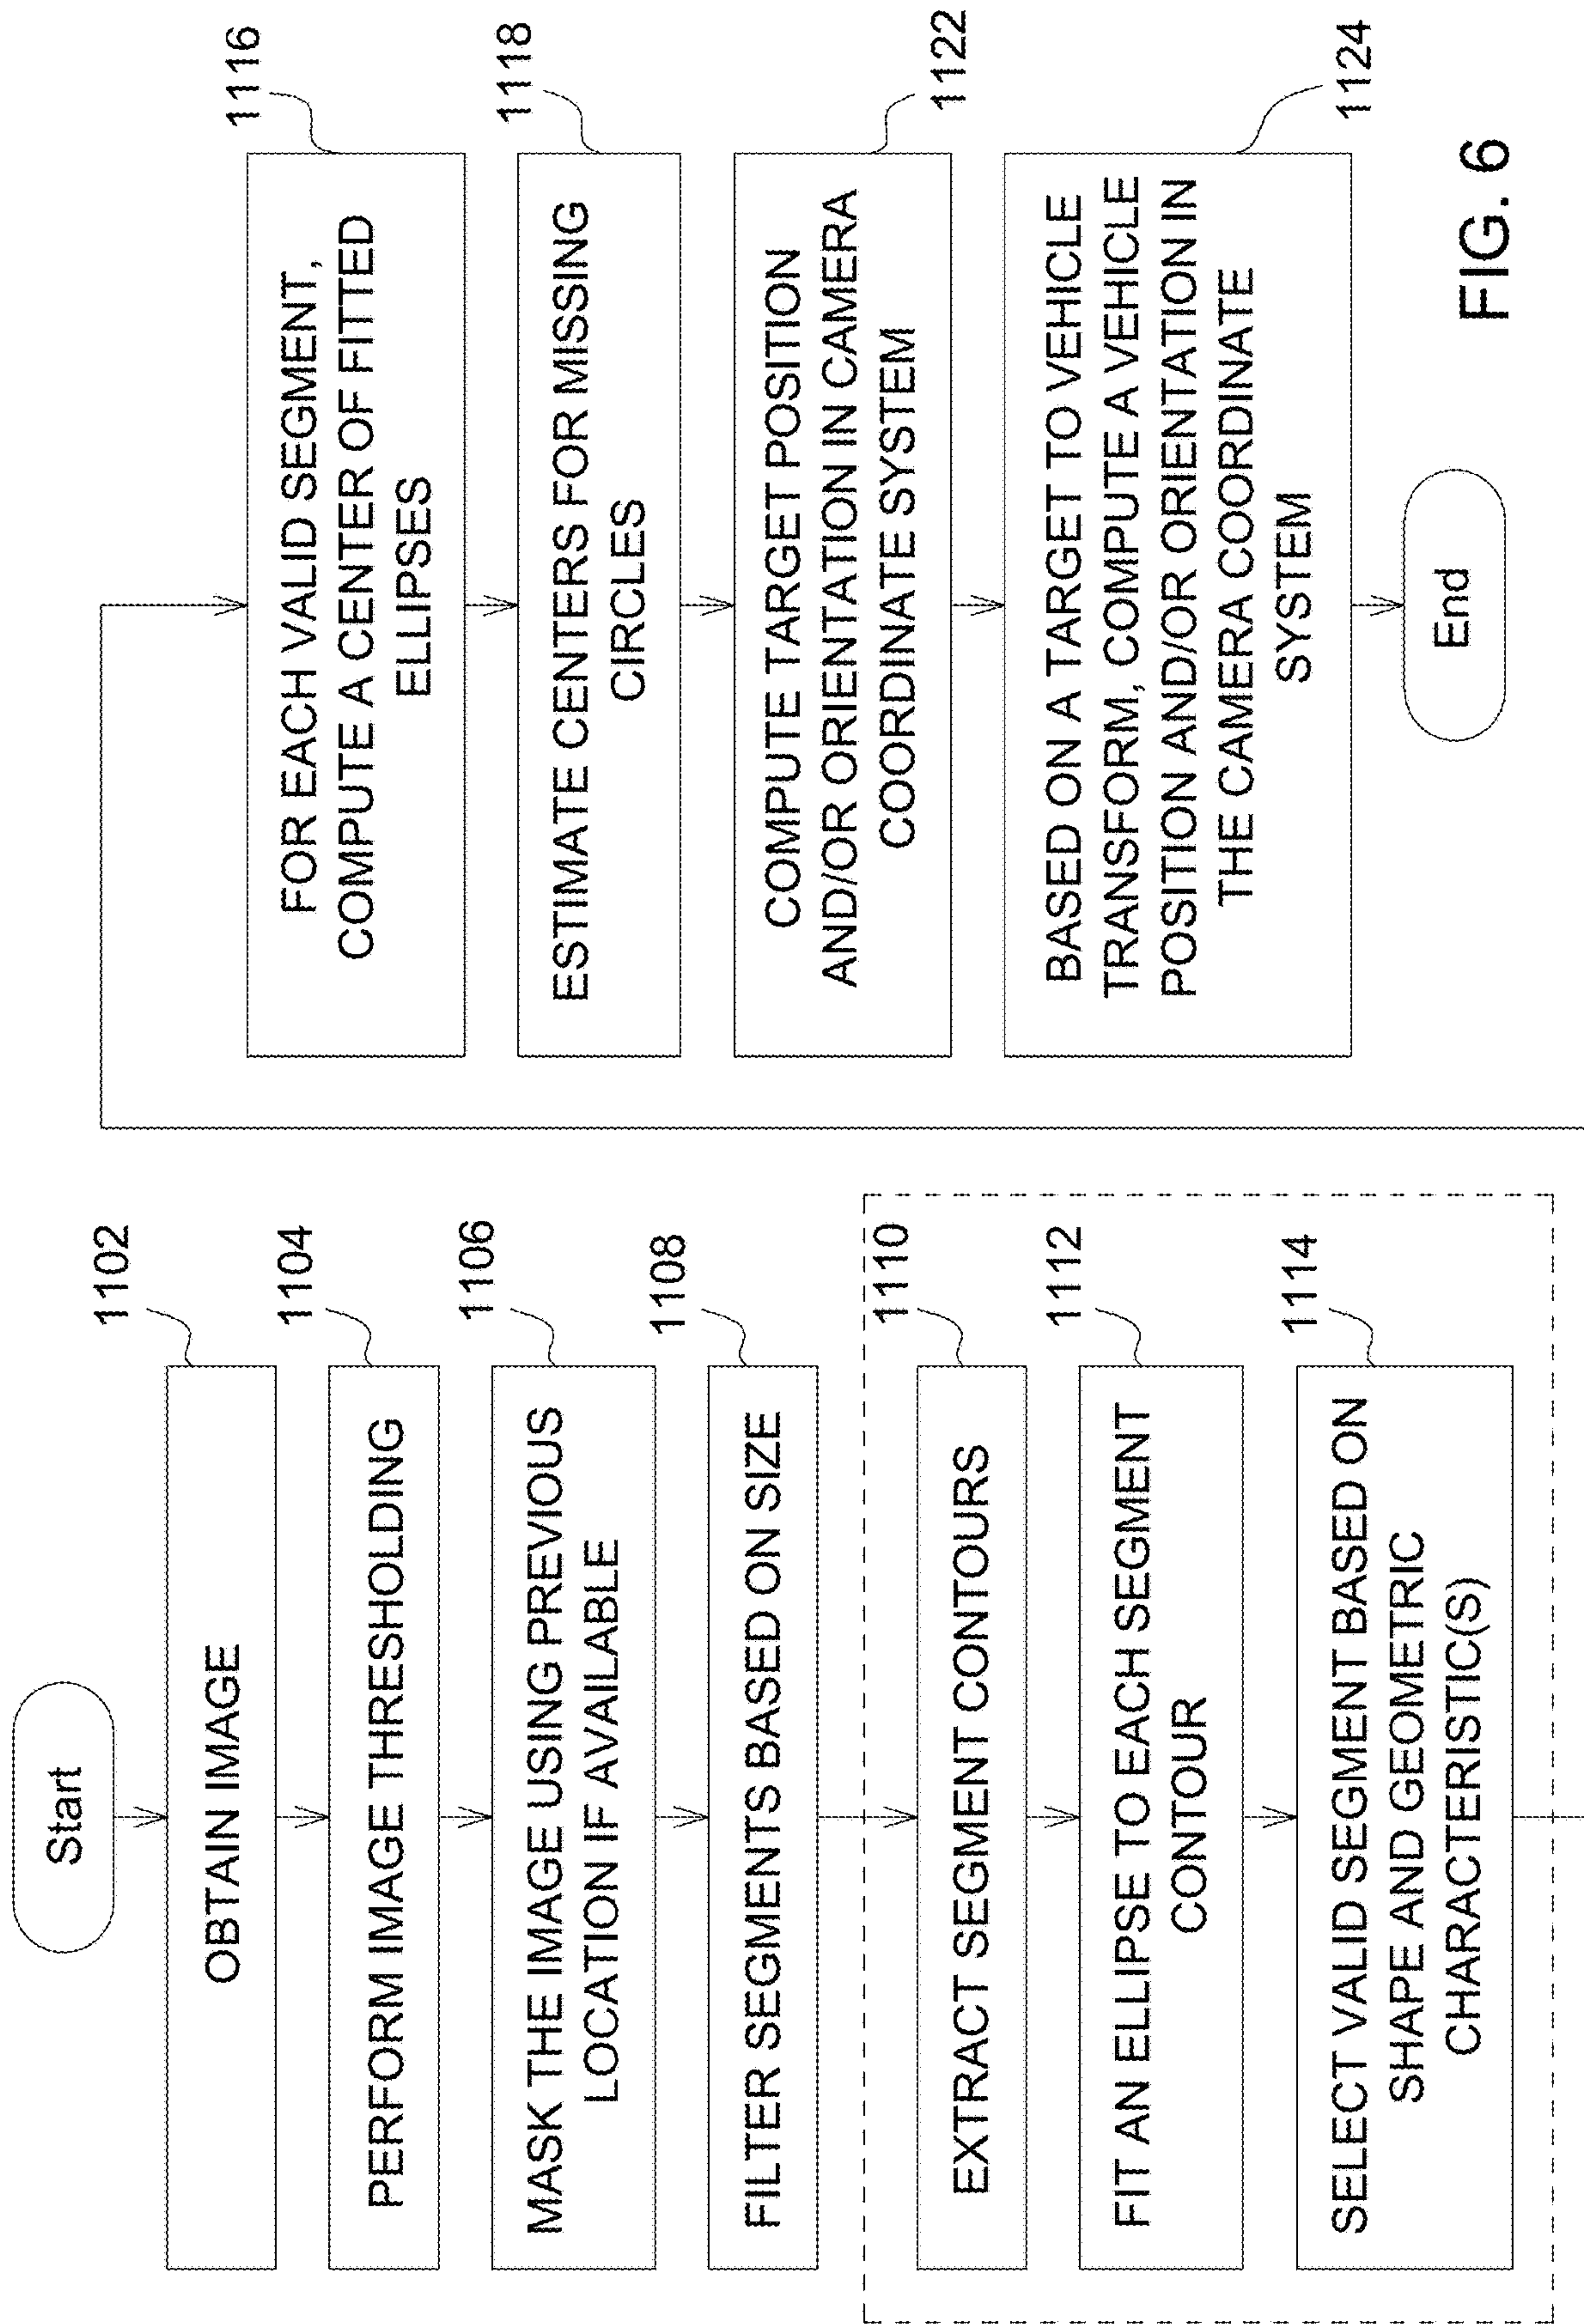 Start
OBTAIN IMAGE
1102
PERFORM IMAGE THRESHOLDING
1104
MASK THE IMAGE USING PREVIOUS
LOCATION IF AVAILABLE
1106
FILTER SEGMENTS BASED ON SIZE
1108
EXTRACT SEGMENT CONTOURS
1110
FIT AN ELLIPSE TO EACH SEGMENT
CONTOUR
1112
SELECT VALID SEGMENT BASED ON
SHAPE AND GEOMETRIC
CHARACTERISTIC(S)
1114
FOR EACH VALID SEGMENT,
COMPUTE A CENTER OF FITTED
ELLIPSES
1116
ESTIMATE CENTERS FOR MISSING
CIRCLES
1118
COMPUTE TARGET POSITION
AND/OR ORIENTATION IN CAMERA
COORDINATE SYSTEM
1122
BASED ON A TARGET TO VEHICLE
TRANSFORM, COMPUTE A VEHICLE
POSITION AND/OR ORIENTATION IN
THE CAMERA COORDINATE
SYSTEM
1124
End
FIG. 6